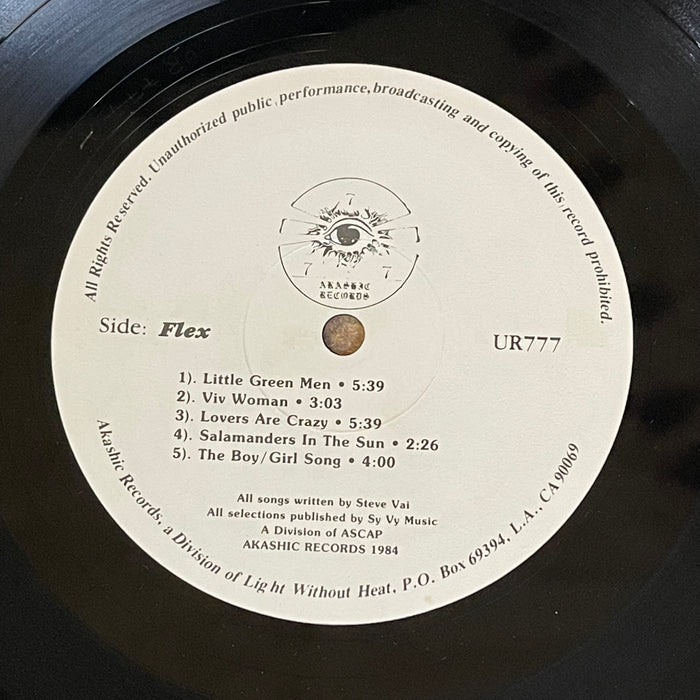 All Rights Reserved. Unauthorized public performance, broadcasting and copying of this record prohibited.
7
7 7
AKASHIC
RECORDS
Side: Flex
UR777
1). Little Green Men • 5:39
2). Viv Woman • 3:03
3). Lovers Are Crazy • 5:39
4). Salamanders In The Sun • 2:26
5). The Boy/Girl Song • 4:00
All songs written by Steve Vai
All selections published by Sy Vy Music
A Division of ASCAP
AKASHIC RECORDS 1984
Akashic Records, a Division of Light Without Heat, P.O. Box 69394, L.A., CA 90069